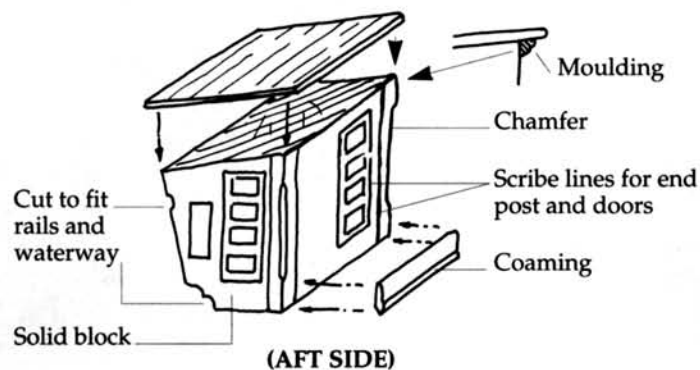 Moulding
Chamfer
Scribe lines for end
post and doors
Cut to fit
rails and
waterway
Coaming
Solid block
(AFT SIDE)